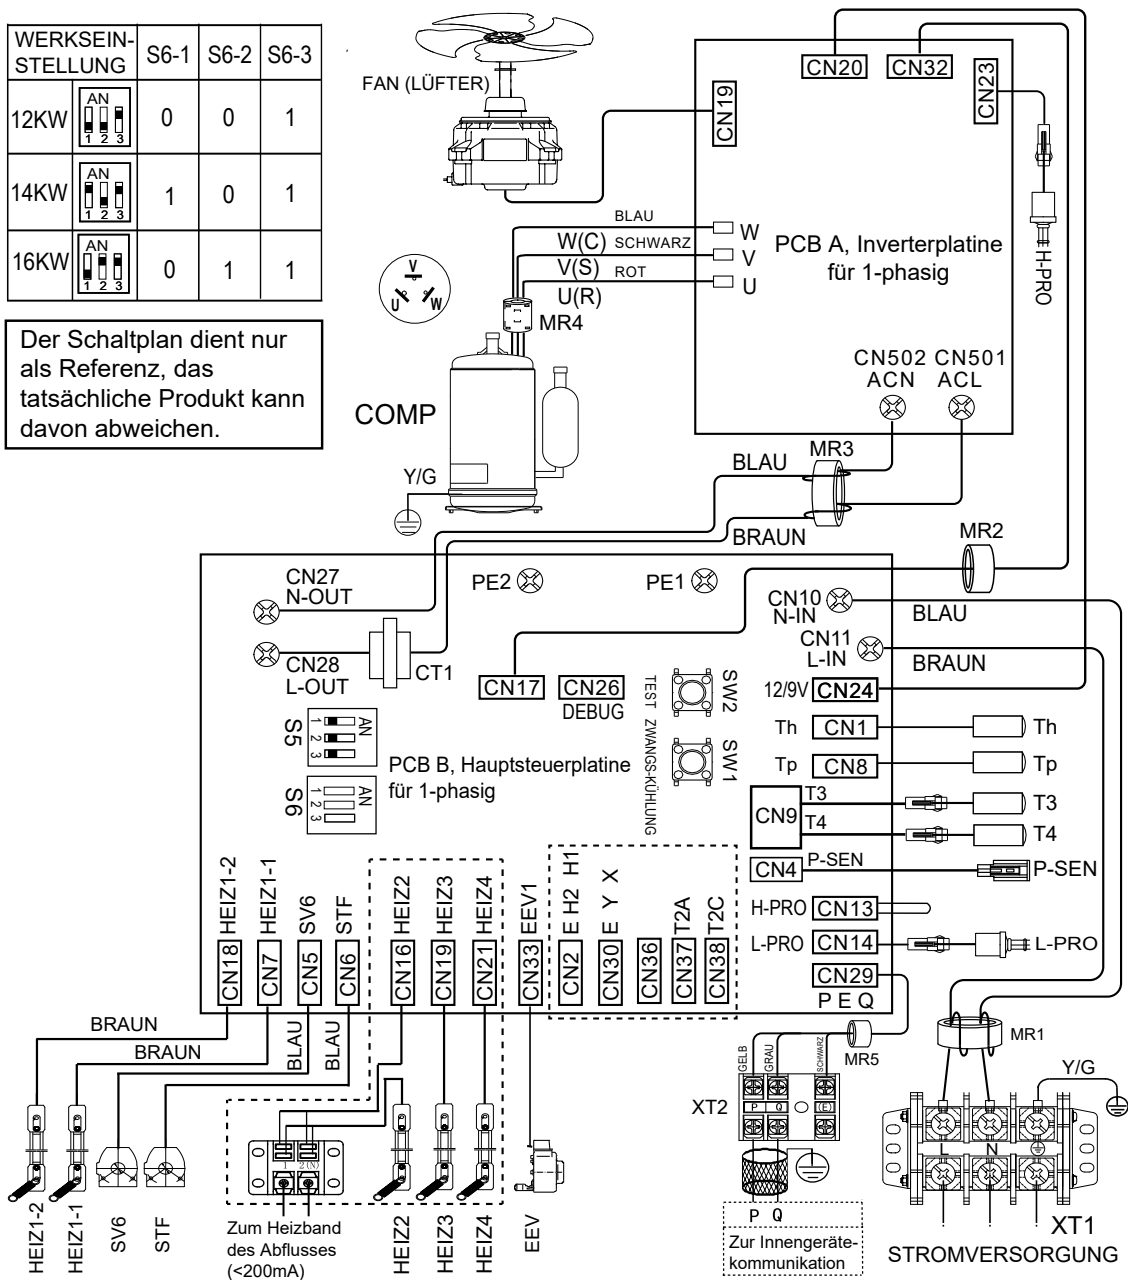 WERKSEIN-
STELLUNG S6-1 S6-2 S6-3
12KW AN 1 2 3 0 0 1
14KW AN 1 2 3 1 0 1
16KW AN 1 2 3 0 1 1
Der Schaltplan dient nur
als Referenz, das
tatsächliche Produkt kann
davon abweichen.
FAN (LÜFTER)
CN19
CN20
CN32
CN23
H-PRO
PCB A, Inverterplatine
für 1-phasig
W
V
U
BLAU
W(C) SCHWARZ
V(S) ROT
U(R)
V
U
W
MR4
COMP
Y/G
CN502 CN501
ACN ACL
MR3
BLAU
BRAUN
MR2
CN27
N-OUT
CN28
L-OUT
CT1
PE2
PE1
CN10
N-IN
CN11
L-IN
BLAU
BRAUN
CN17
CN26
DEBUG
TEST
ZWANGS-KÜHLUNG
SW2
SW1
S5
1
2
3
AN
S6
1
2
3
AN
PCB B, Hauptsteuerplatine
für 1-phasig
12/9V CN24
Th CN1 Th
Tp CN8 Tp
CN9
T3 T3
T4 T4
CN4 P-SEN P-SEN
H-PRO CN13
L-PRO CN14 L-PRO
CN29
P E Q
CN18 HEIZ1-2
CN7 HEIZ1-1
CN5 SV6
CN6 STF
CN16 HEIZ2
CN19 HEIZ3
CN21 HEIZ4
CN33 EEV1
CN2 E H2 H1
CN30 E Y X
CN36
CN37 T2A
CN38 T2C
BRAUN
BRAUN
BLAU
BLAU
HEIZ1-2
HEIZ1-1
SV6
STF
1 2(N)
Zum Heizband
des Abflusses
(<200mA)
HEIZ2
HEIZ3
HEIZ4
EEV
GELB
GRAU
SCHWARZ
MR5
XT2
P Q (E)
P Q
Zur Innengeräte-
kommunikation
MR1
Y/G
L N
XT1
STROMVERSORGUNG